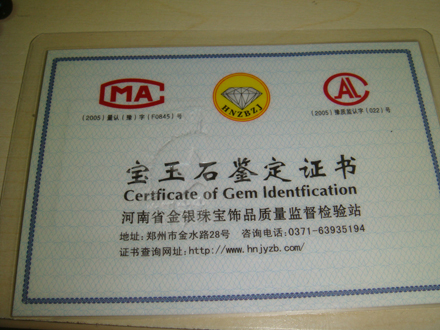 CMA
HNZBZJ
CAL
(2005)量认(豫)字(F0845)号
(2005)豫质监认字(022)号
宝玉石鉴定证书
Certficate of Gem Identfication
河南省金银珠宝饰品质量监督检验站
地址:郑州市金水路28号 咨询电话:0371-63935194
证书查询网址:http://www.hnjyzb.com/